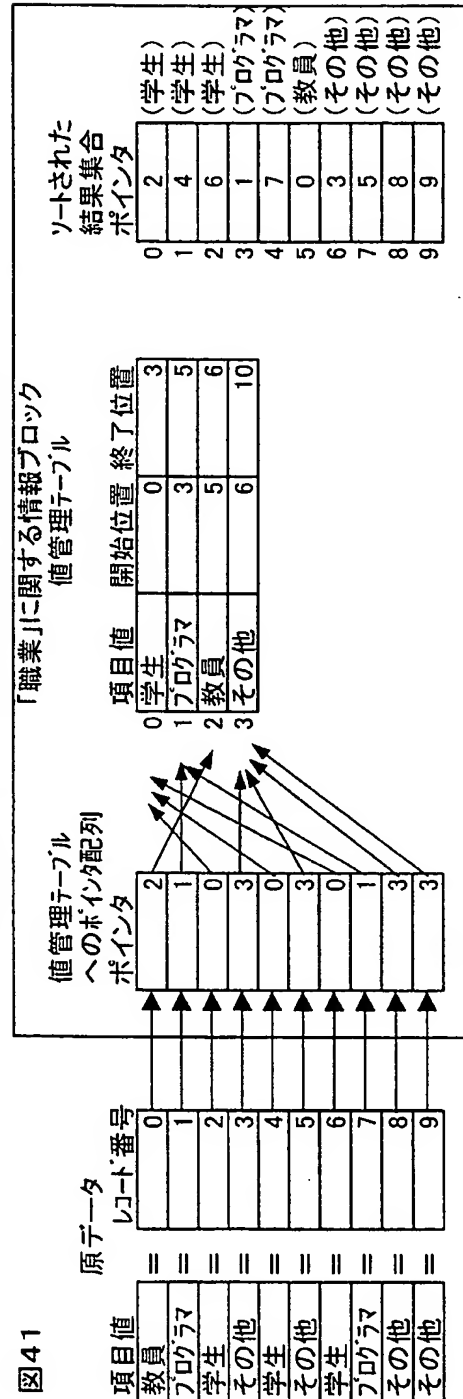 図41
「職業」に関する情報ブロック
原データ
項目値 レコード番号
教員 = 0
プログラマ = 1
学生 = 2
その他 = 3
学生 = 4
その他 = 5
学生 = 6
プログラマ = 7
その他 = 8
その他 = 9
値管理テーブル
へのポインタ配列
ポインタ
2
1
0
3
0
3
0
1
3
3
値管理テーブル
項目値 開始位置 終了位置
0 学生 0 3
1 プログラマ 3 5
2 教員 5 6
3 その他 6 10
ソートされた
結果集合
ポインタ
0 2 (学生)
1 4 (学生)
2 6 (学生)
3 1 (プログラマ)
4 7 (プログラマ)
5 0 (教員)
6 3 (その他)
7 5 (その他)
8 8 (その他)
9 9 (その他)